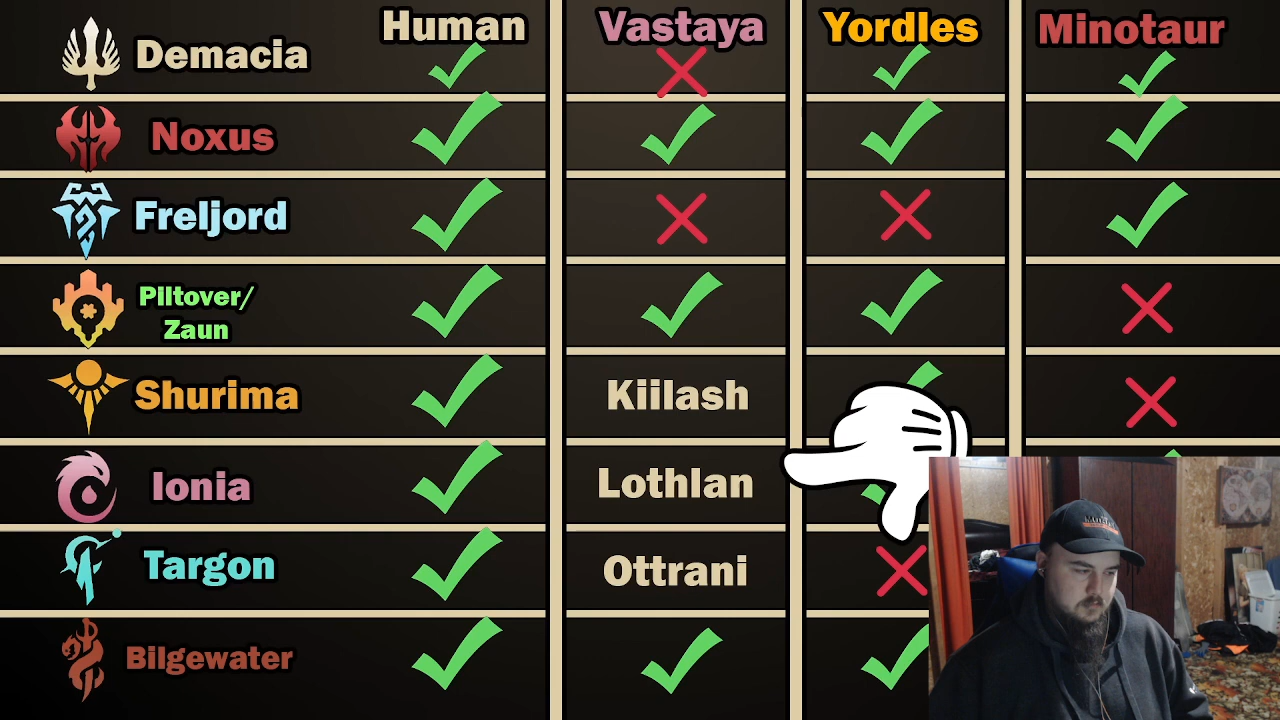 Human Vastaya Yordles Minotaur
Demacia
Noxus
Freljord
Piltover/
Zaun
Shurima Kiilash
Ionia Lothlan
Targon Ottrani
Bilgewater